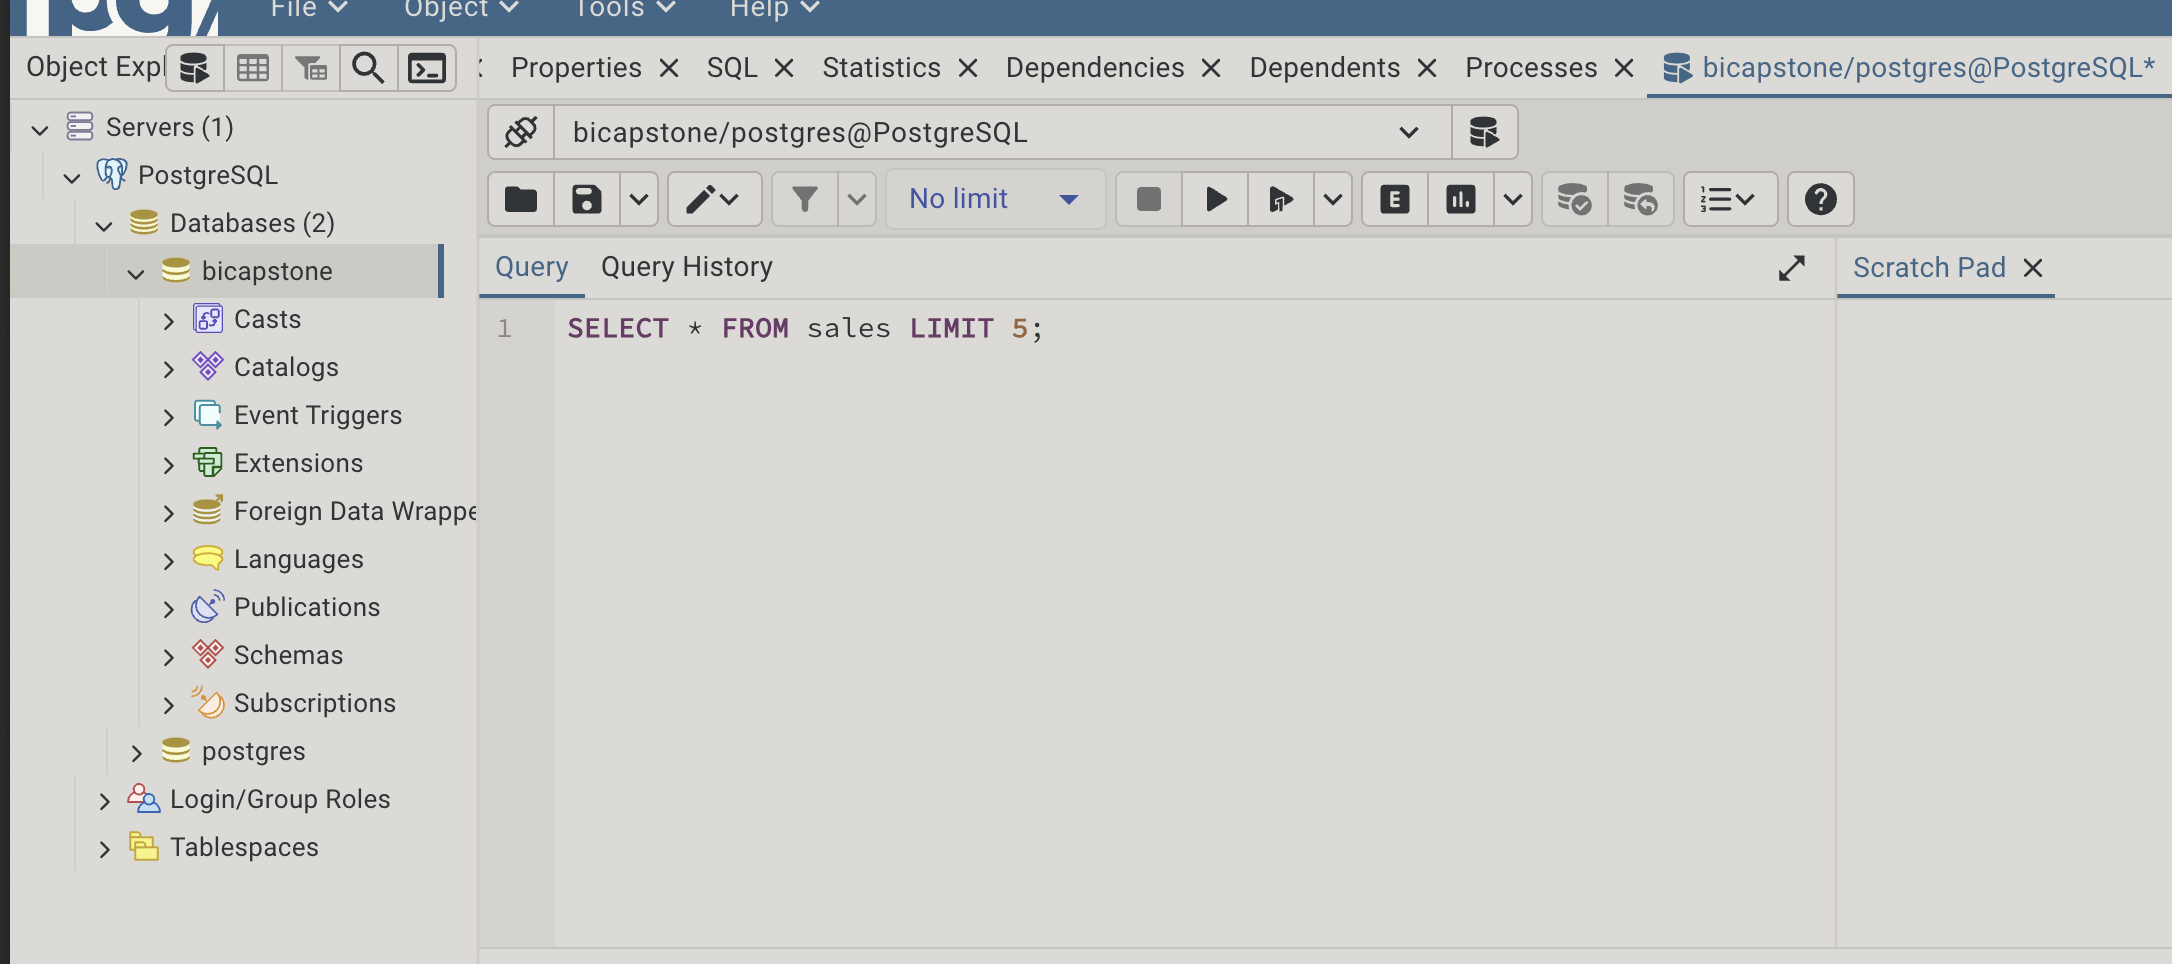 File Object Tools Help
Object Expl
Properties SQL Statistics Dependencies Dependents Processes bicapstone/postgres@PostgreSQL*
Servers (1)
PostgreSQL
Databases (2)
bicapstone
Casts
Catalogs
Event Triggers
Extensions
Foreign Data Wrappe
Languages
Publications
Schemas
Subscriptions
postgres
Login/Group Roles
Tablespaces
bicapstone/postgres@PostgreSQL
No limit
E
Query Query History
Scratch Pad
1 SELECT * FROM sales LIMIT 5;